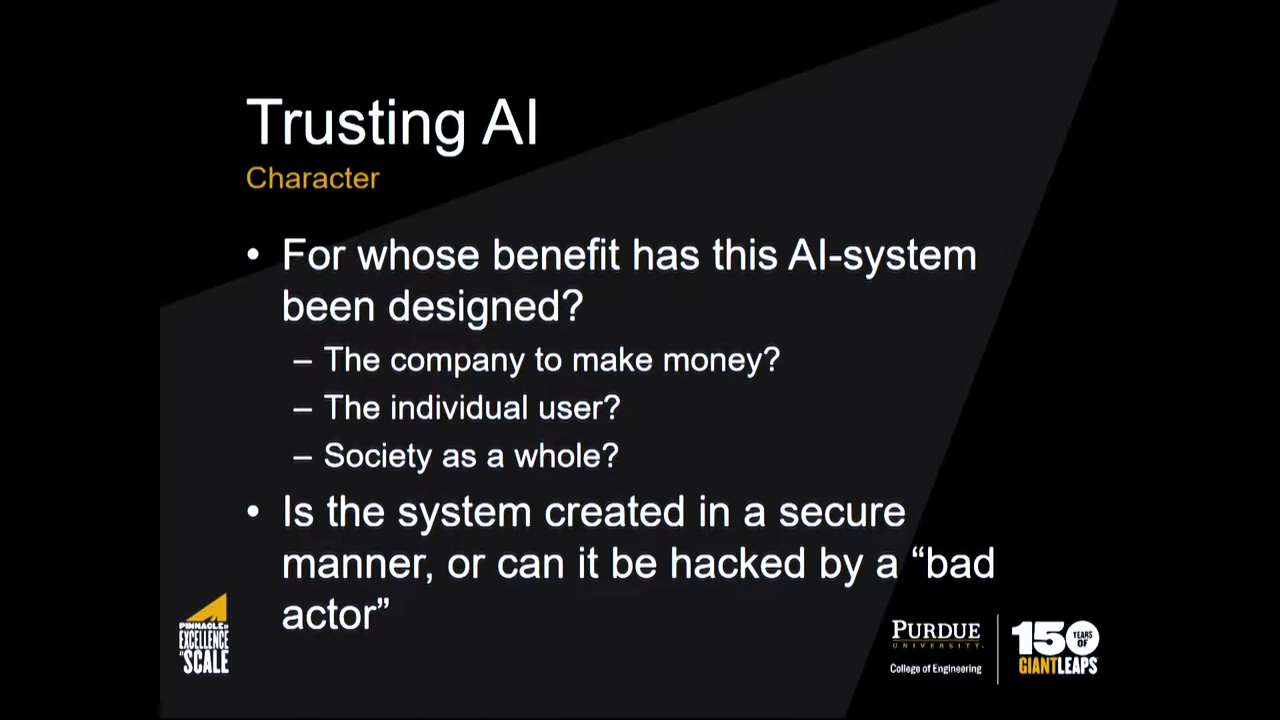 Trusting AI
Character
• For whose benefit has this AI-system
been designed?
– The company to make money?
– The individual user?
– Society as a whole?
• Is the system created in a secure
manner, or can it be hacked by a “bad
actor”
PINNACLE of
EXCELLENCE
at SCALE
PURDUE
UNIVERSITY.
College of Engineering
150 YEARS OF
GIANT LEAPS